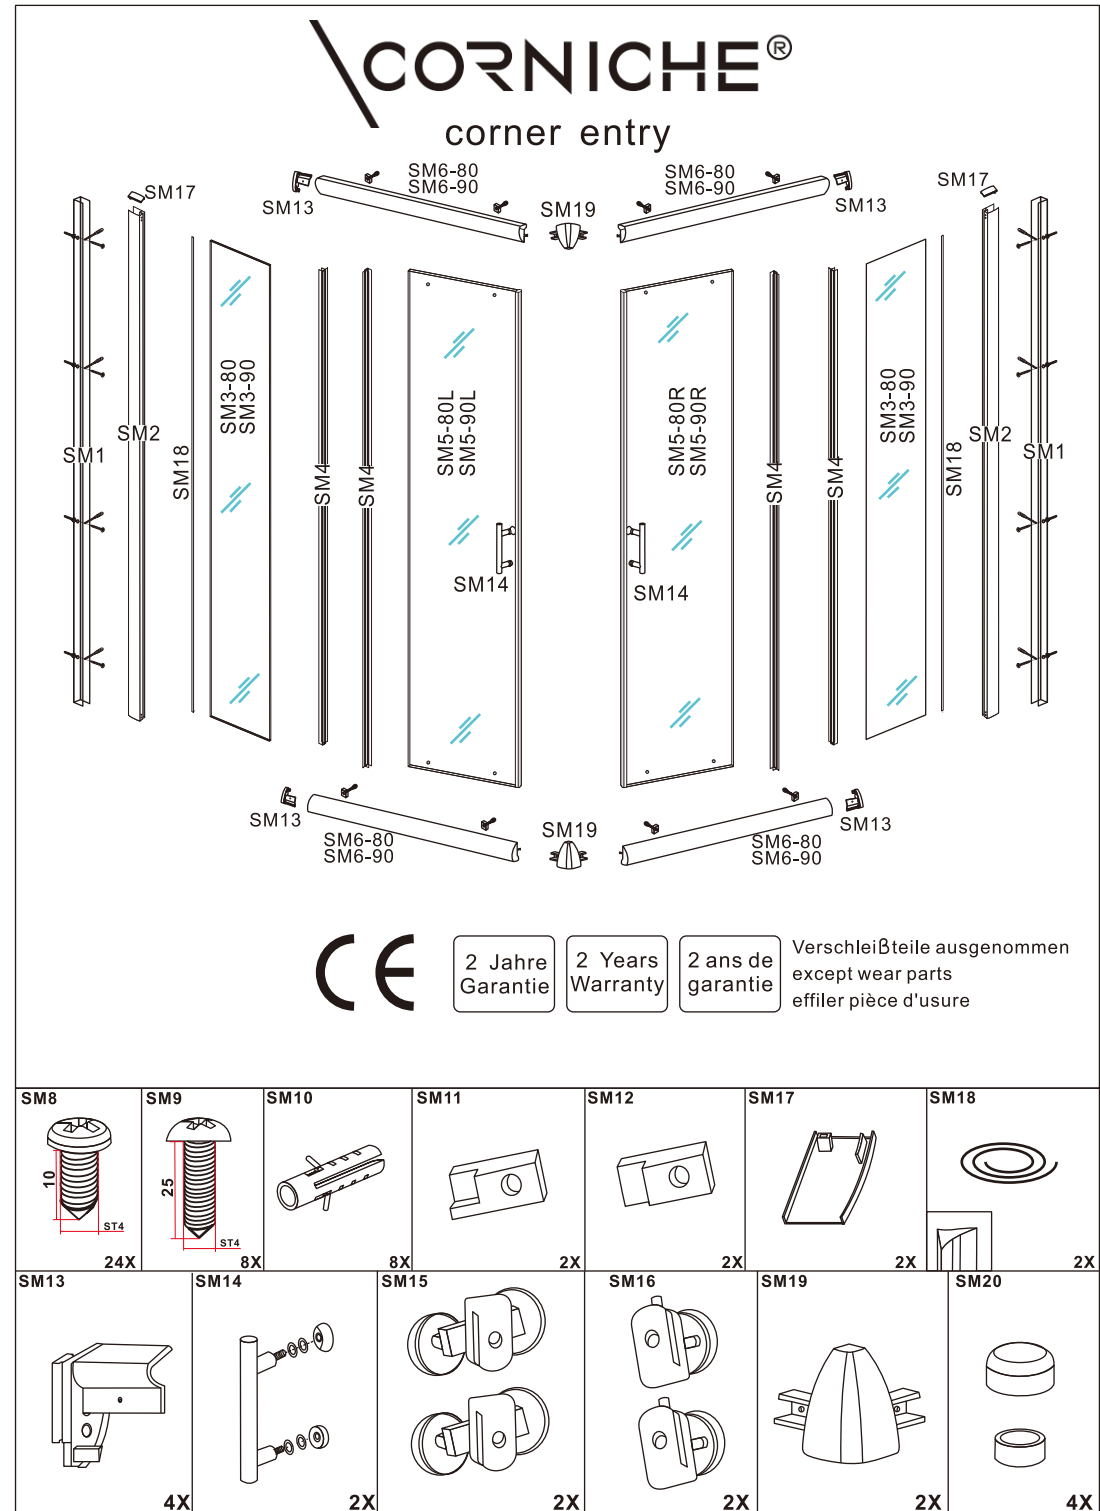 CORNICHE®
corner entry
SM6-80
SM6-90
SM6-80
SM6-90
SM17
SM13
SM19
SM13
SM17
SM3-80
SM3-90
SM5-80L
SM5-90L
SM5-80R
SM5-90R
SM3-80
SM3-90
SM1
SM2
SM18
SM4
SM4
SM4
SM4
SM18
SM2
SM1
SM14
SM14
SM13
SM6-80
SM6-90
SM19
SM6-80
SM6-90
SM13
CE
2 Jahre
Garantie
2 Years
Warranty
2 ans de
garantie
Verschleiβteile ausgenommen
except wear parts
effiler pièce d'usure
SM8
10
ST4
24X
SM9
25
ST4
8X
SM10
8X
SM11
2X
SM12
2X
SM17
2X
SM18
2X
SM13
4X
SM14
2X
SM15
2X
SM16
2X
SM19
2X
SM20
4X